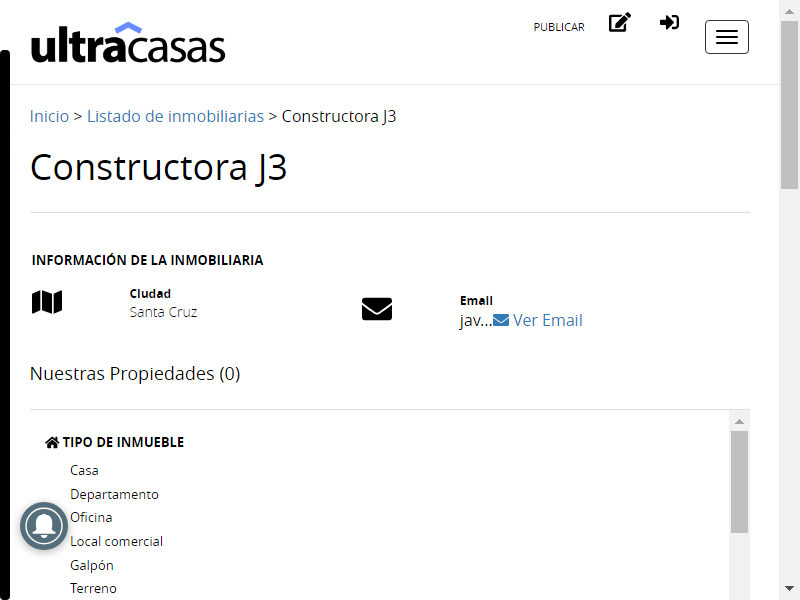 ultracasas
PUBLICAR
Inicio > Listado de inmobiliarias > Constructora J3
Constructora J3
INFORMACIÓN DE LA INMOBILIARIA
Ciudad
Santa Cruz
Email
jav... Ver Email
Nuestras Propiedades (0)
TIPO DE INMUEBLE
Casa
Departamento
Oficina
Local comercial
Galpón
Terreno